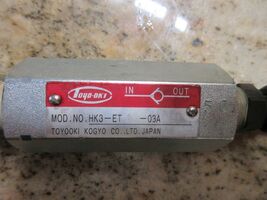 TOYO-OKI IN OUT
MOD.NO.HK3-ET -03A
TOYOOKI KOGYO CO.,LTD.JAPAN